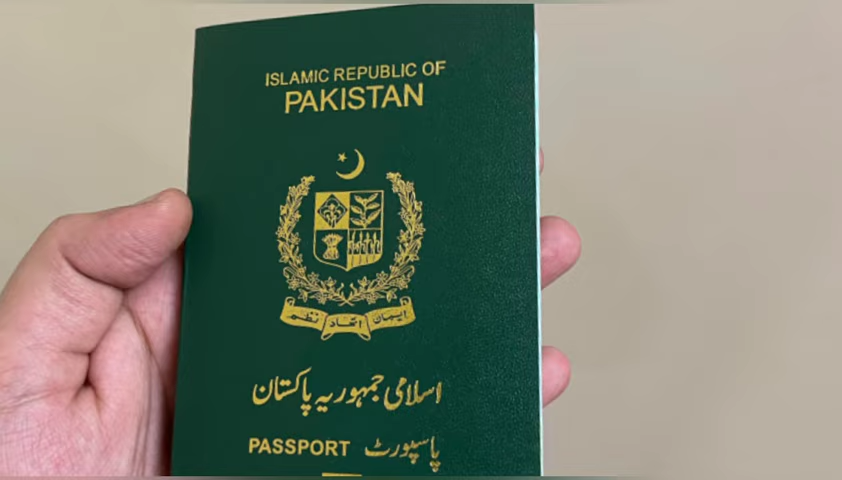 ISLAMIC REPUBLIC OF
PAKISTAN
ایمان اتحاد نظم
اسلامی جمہوریہ پاکستان
PASSPORT پاسپورٹ